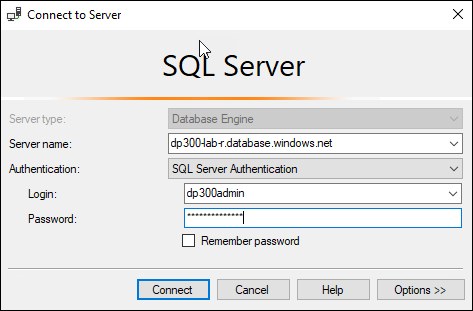 Connect to Server
SQL Server
Server type: Database Engine
Server name: dp300-lab-r.database.windows.net
Authentication: SQL Server Authentication
Login: dp300admin
Password: **************
Remember password
Connect Cancel Help Options >>